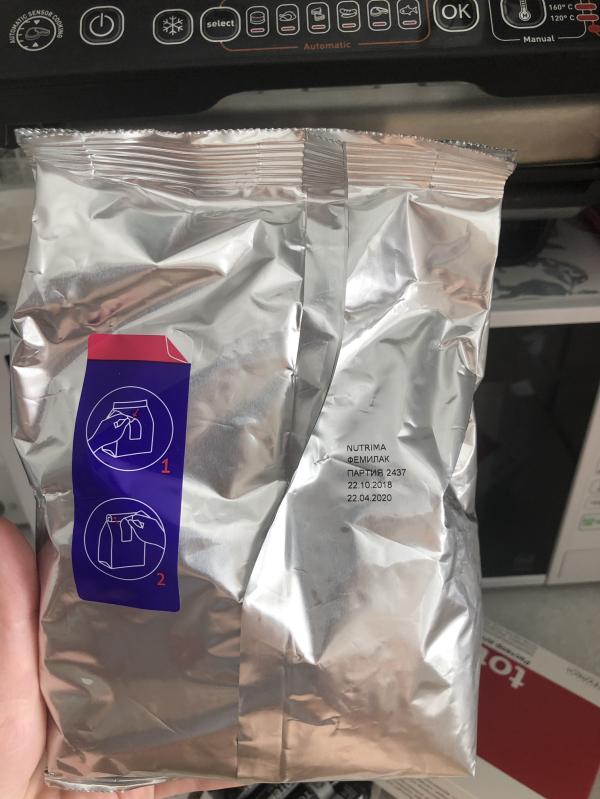 AUTOMATIC SENSOR COOKING
select
OK
160° C
120° C
Automatic
Manual
1
2
NUTRIMA
ФЕМИЛАК
ПАРТИЯ 2437
22.10.2018
22.04.2020